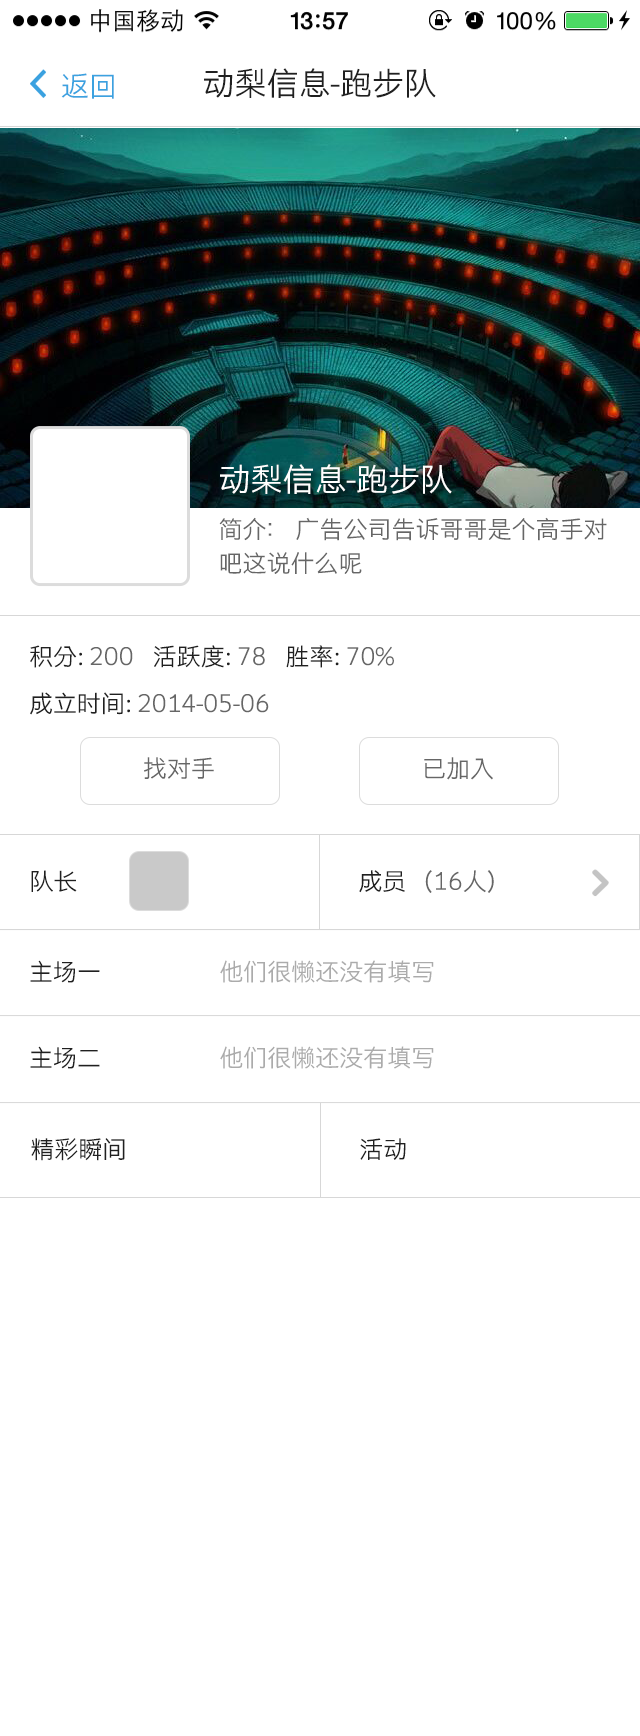 中国移动 13:57 100%
返回 动梨信息-跑步队
动梨信息-跑步队
简介: 广告公司告诉哥哥是个高手对
吧这说什么呢
积分: 200 活跃度: 78 胜率: 70%
成立时间: 2014-05-06
找对手 已加入
队长 成员（16人）
主场一 他们很懒还没有填写
主场二 他们很懒还没有填写
精彩瞬间 活动